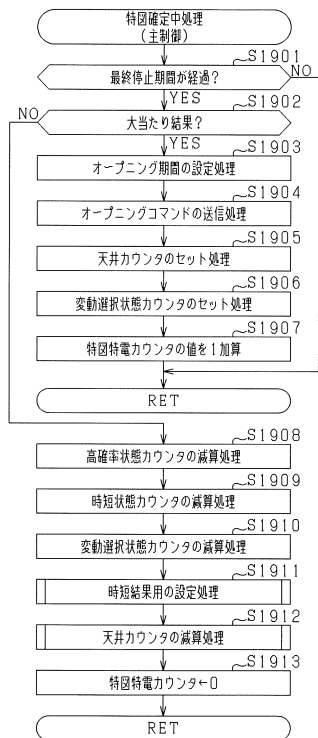 特図確定中処理
(主制御)
S1901
最終停止期間が経過?
NO
YES
S1902
NO
大当たり結果?
YES
S1903
オープニング期間の設定処理
S1904
オープニングコマンドの送信処理
S1905
天井カウンタのセット処理
S1906
変動選択状態カウンタのセット処理
S1907
特図特電カウンタの値を1加算
RET
S1908
高確率状態カウンタの減算処理
S1909
時短状態カウンタの減算処理
S1910
変動選択状態カウンタの減算処理
S1911
時短結果用の設定処理
S1912
天井カウンタの減算処理
S1913
特図特電カウンタ←0
RET